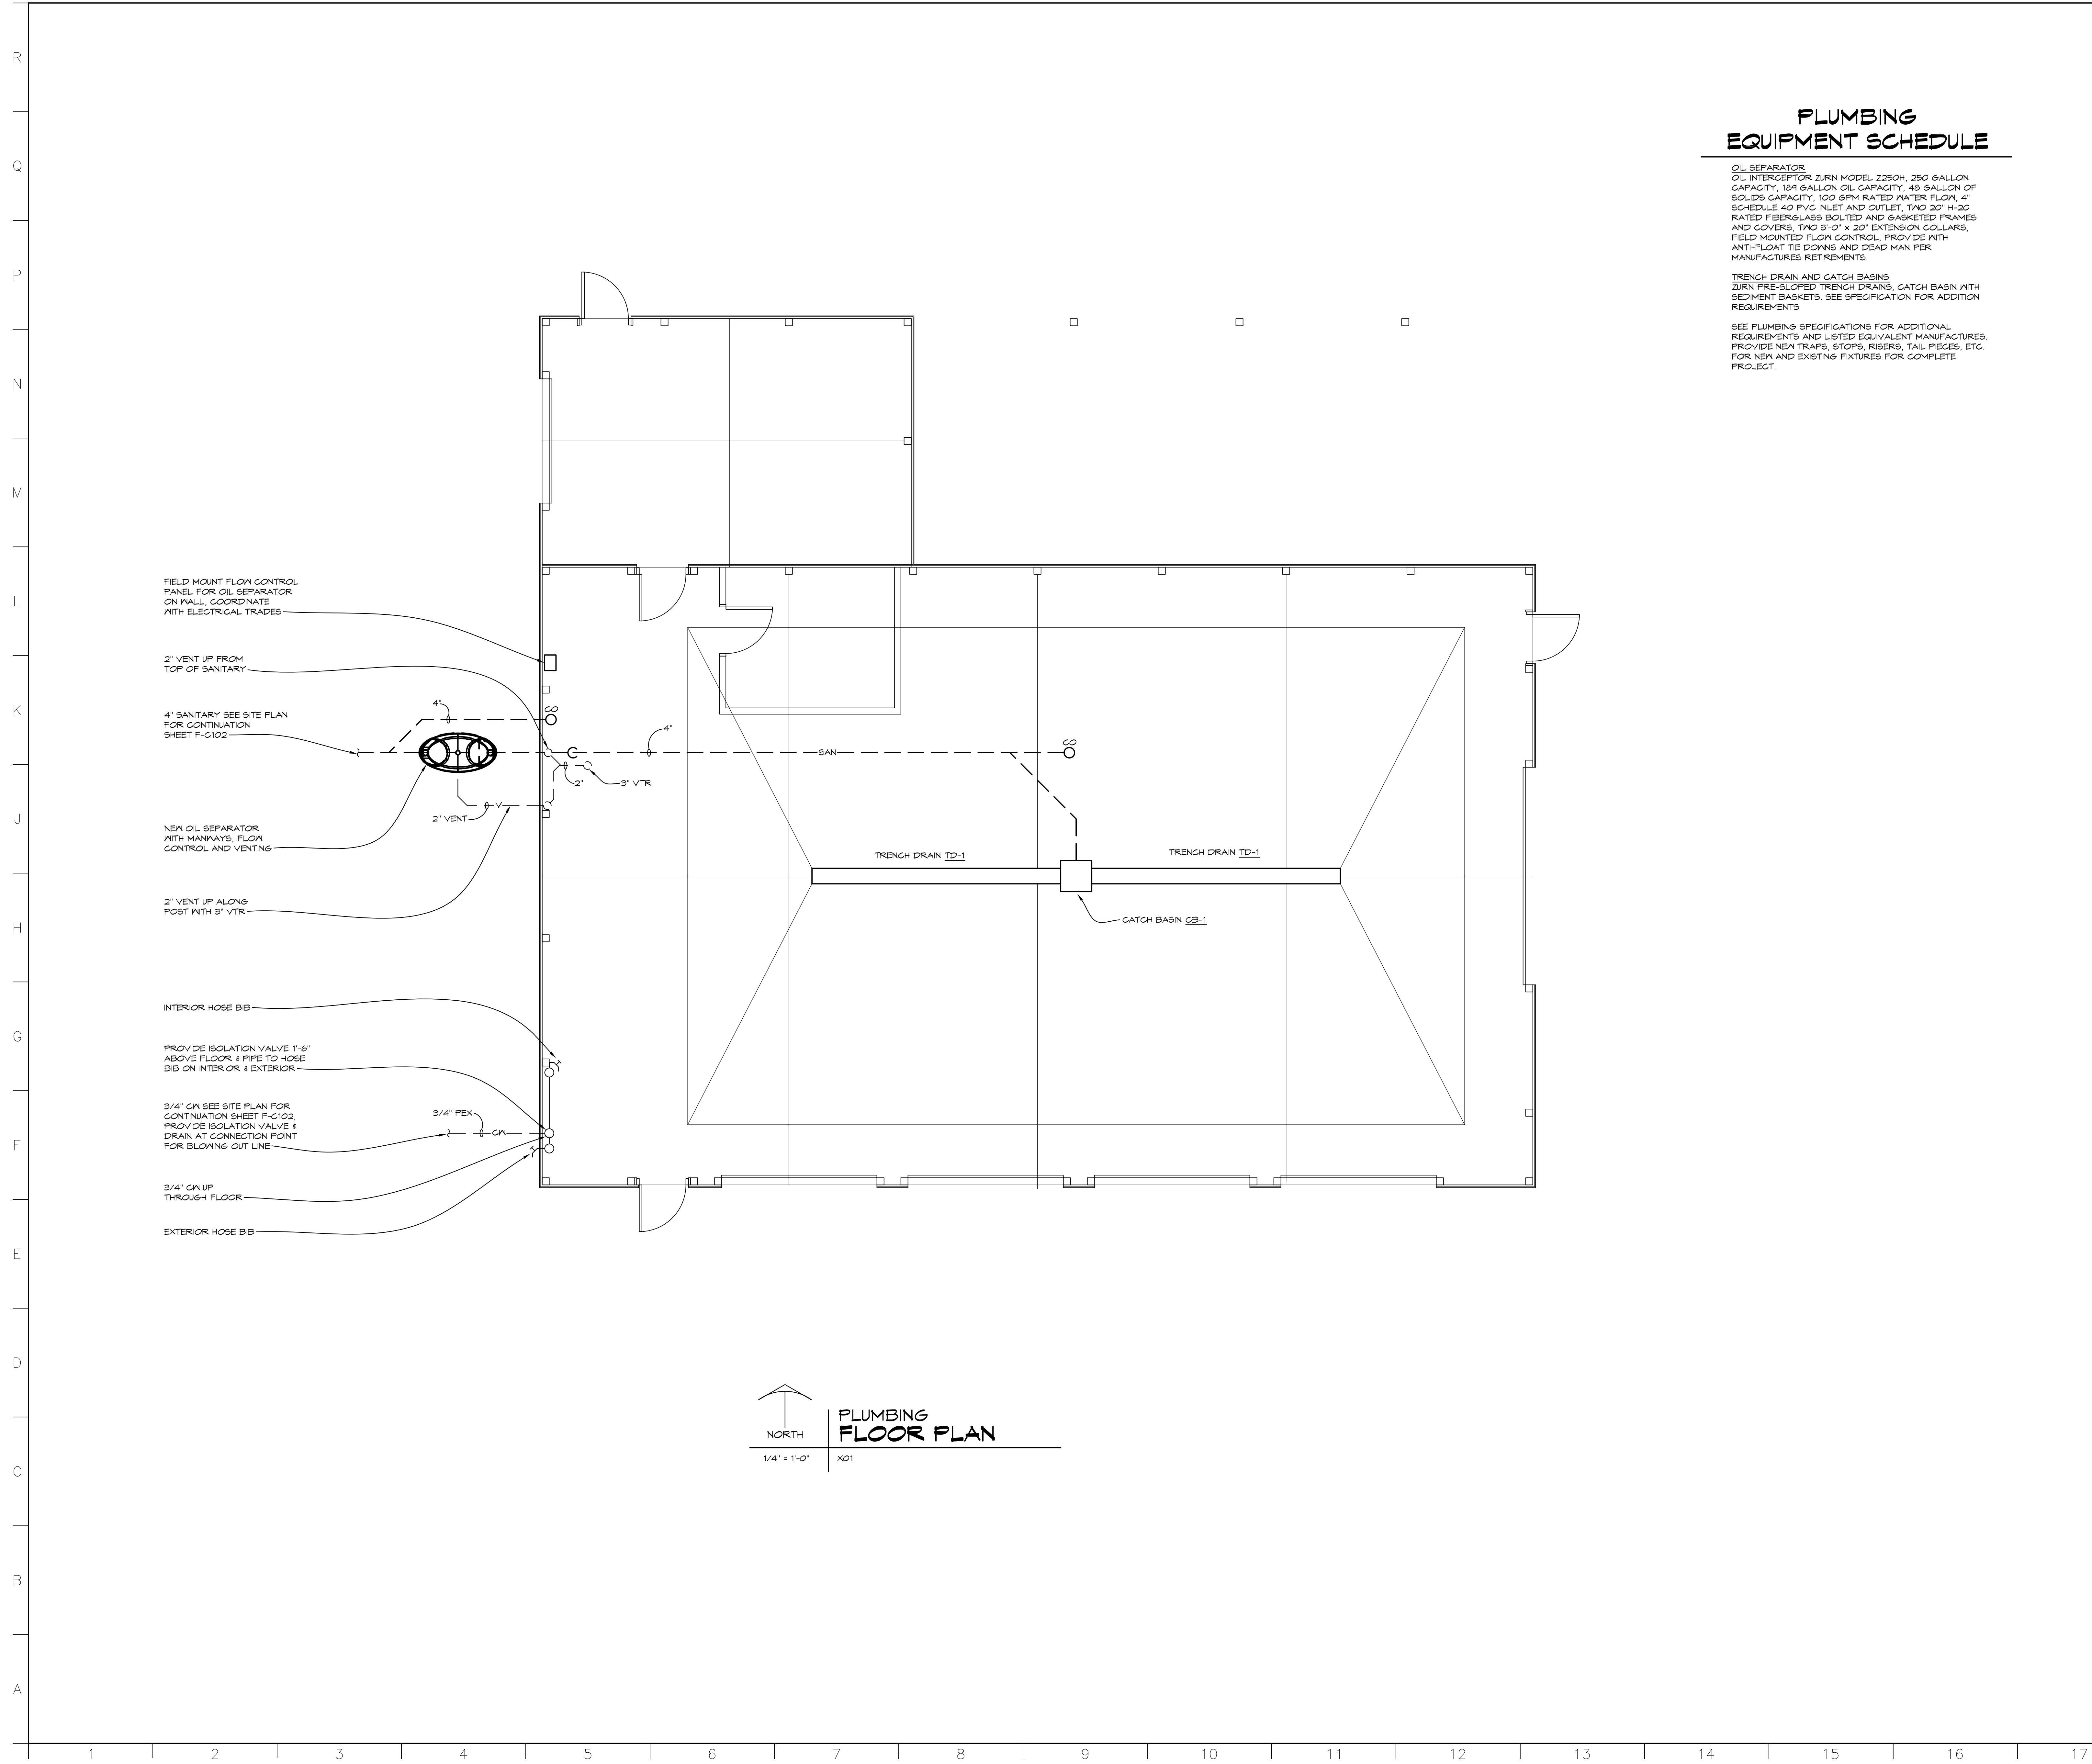 R
Q
P
N
M
L
K
J
H
G
F
E
D
C
B
A
1
2
3
4
5
6
7
8
9
10
11
12
13
14
15
16
17
PLUMBING
EQUIPMENT SCHEDULE
OIL SEPARATOR
OIL INTERCEPTOR ZURN MODEL Z250H, 250 GALLON
CAPACITY, 189 GALLON OIL CAPACITY, 48 GALLON OF
SOLIDS CAPACITY, 100 GPM RATED WATER FLOW, 4"
SCHEDULE 40 PVC INLET AND OUTLET, TWO 20" H-20
RATED FIBERGLASS BOLTED AND GASKETED FRAMES
AND COVERS, TWO 3'-0" x 20" EXTENSION COLLARS,
FIELD MOUNTED FLOW CONTROL, PROVIDE WITH
ANTI-FLOAT TIE DOWNS AND DEAD MAN PER
MANUFACTURES RETIREMENTS.
TRENCH DRAIN AND CATCH BASINS
ZURN PRE-SLOPED TRENCH DRAINS, CATCH BASIN WITH
SEDIMENT BASKETS. SEE SPECIFICATION FOR ADDITION
REQUIREMENTS
SEE PLUMBING SPECIFICATIONS FOR ADDITIONAL
REQUIREMENTS AND LISTED EQUIVALENT MANUFACTURES.
PROVIDE NEW TRAPS, STOPS, RISERS, TAIL PIECES, ETC.
FOR NEW AND EXISTING FIXTURES FOR COMPLETE
PROJECT.
FIELD MOUNT FLOW CONTROL
PANEL FOR OIL SEPARATOR
ON WALL, COORDINATE
WITH ELECTRICAL TRADES
2" VENT UP FROM
TOP OF SANITARY
4" SANITARY SEE SITE PLAN
FOR CONTINUATION
SHEET F-C102
NEW OIL SEPARATOR
WITH MANWAYS, FLOW
CONTROL AND VENTING
2" VENT UP ALONG
POST WITH 3" VTR
INTERIOR HOSE BIB
PROVIDE ISOLATION VALVE 1'-6"
ABOVE FLOOR & PIPE TO HOSE
BIB ON INTERIOR & EXTERIOR
3/4" CW SEE SITE PLAN FOR
CONTINUATION SHEET F-C102,
PROVIDE ISOLATION VALVE &
DRAIN AT CONNECTION POINT
FOR BLOWING OUT LINE
3/4" CW UP
THROUGH FLOOR
EXTERIOR HOSE BIB
4"
CO
4"
CO
SAN
2"
3" VTR
V
2" VENT
TRENCH DRAIN TD-1
TRENCH DRAIN TD-1
CATCH BASIN CB-1
3/4" PEX
CW
NORTH
PLUMBING
FLOOR PLAN
1/4" = 1'-0"
X01